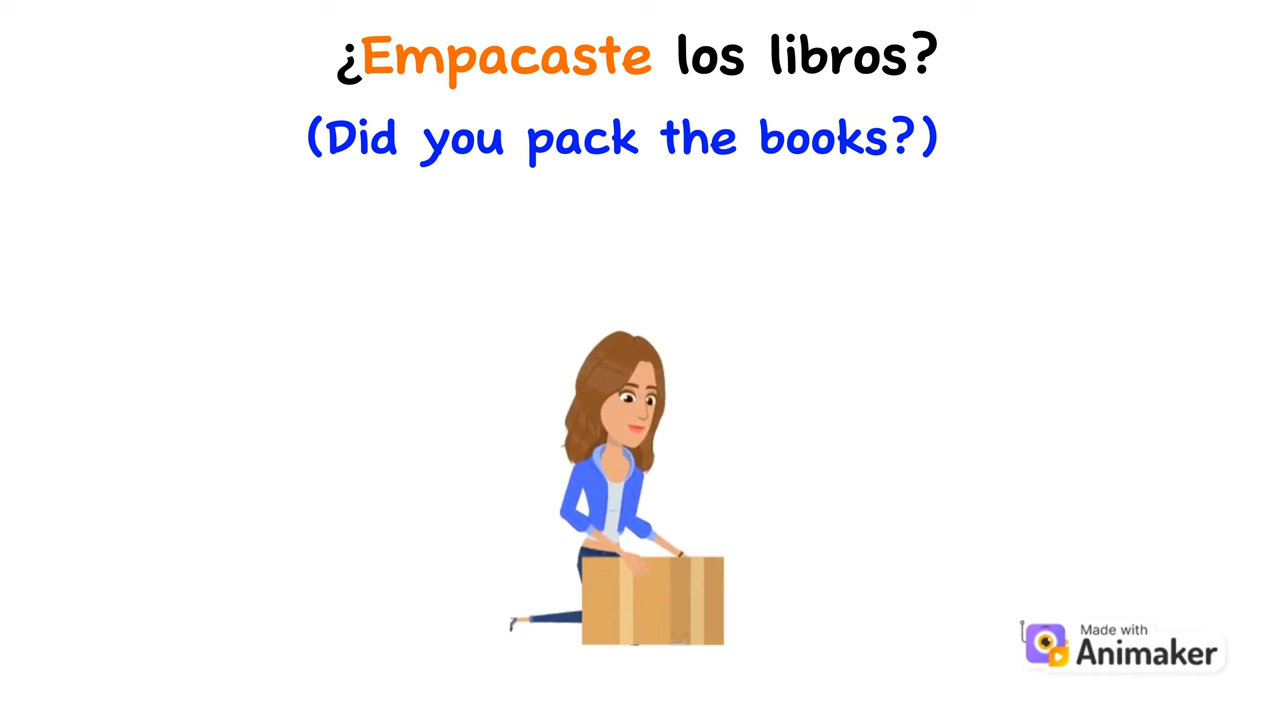 ¿Empacaste los libros?
(Did you pack the books?)
Made with
Animaker